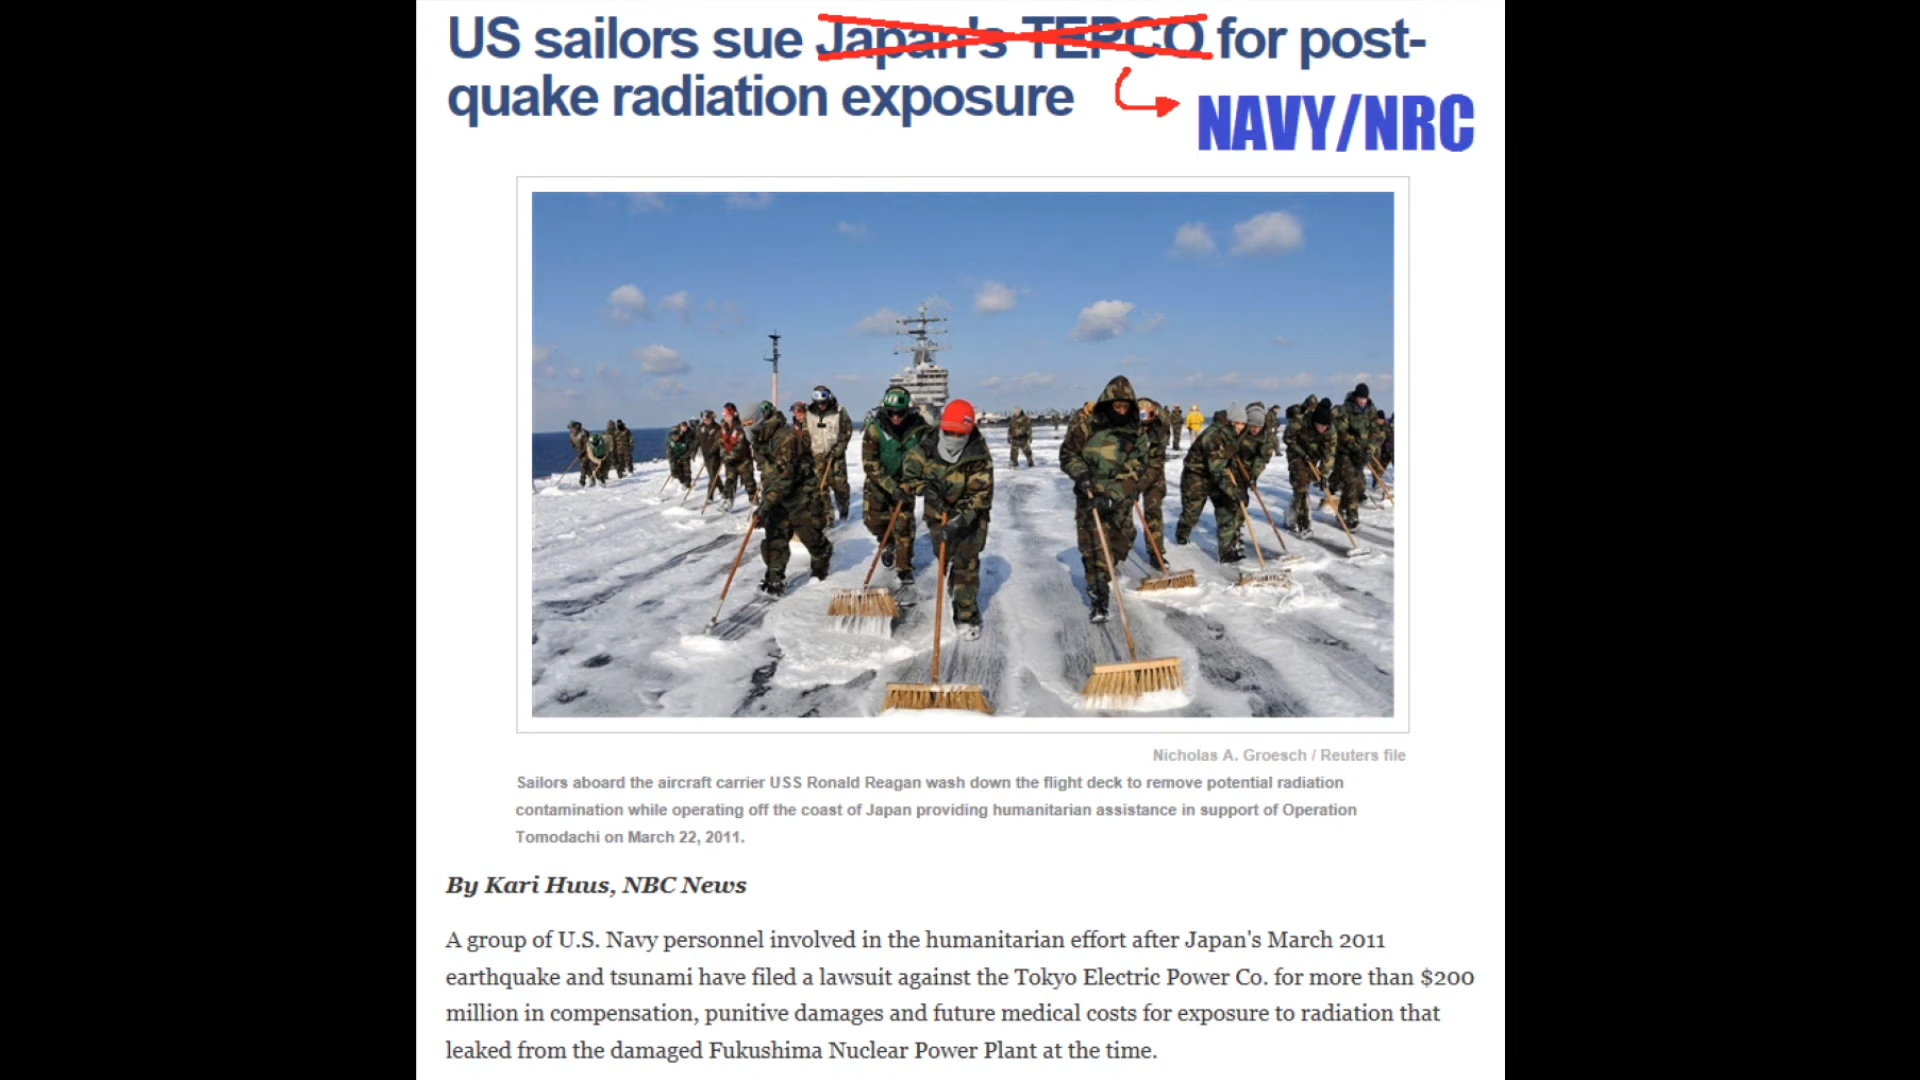 US sailors sue Japan's TEPCO for post-
quake radiation exposure
NAVY/NRC
Nicholas A. Groesch / Reuters file
Sailors aboard the aircraft carrier USS Ronald Reagan wash down the flight deck to remove potential radiation
contamination while operating off the coast of Japan providing humanitarian assistance in support of Operation
Tomodachi on March 22, 2011.
By Kari Huus, NBC News
A group of U.S. Navy personnel involved in the humanitarian effort after Japan's March 2011
earthquake and tsunami have filed a lawsuit against the Tokyo Electric Power Co. for more than $200
million in compensation, punitive damages and future medical costs for exposure to radiation that
leaked from the damaged Fukushima Nuclear Power Plant at the time.